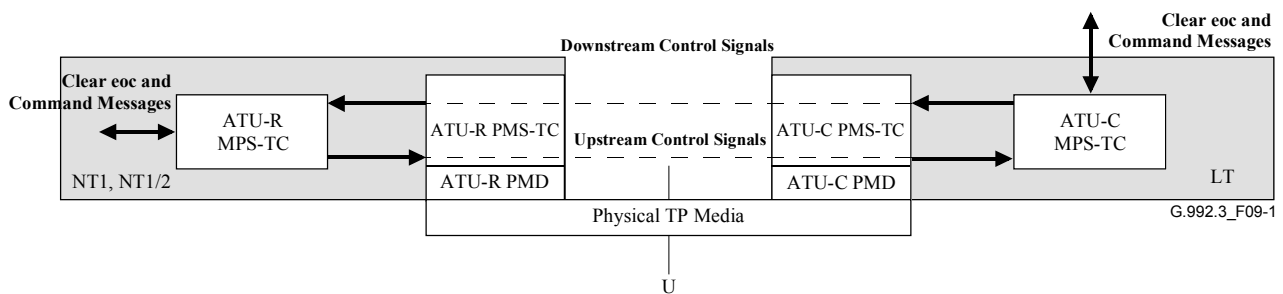 Clear eoc and
Command Messages
Downstream Control Signals
Clear eoc and
Command Messages
ATU-R
MPS-TC
ATU-R PMS-TC
Upstream Control Signals
ATU-C PMS-TC
ATU-C
MPS-TC
NT1, NT1/2
ATU-R PMD
ATU-C PMD
LT
Physical TP Media
G.992.3_F09-1
U